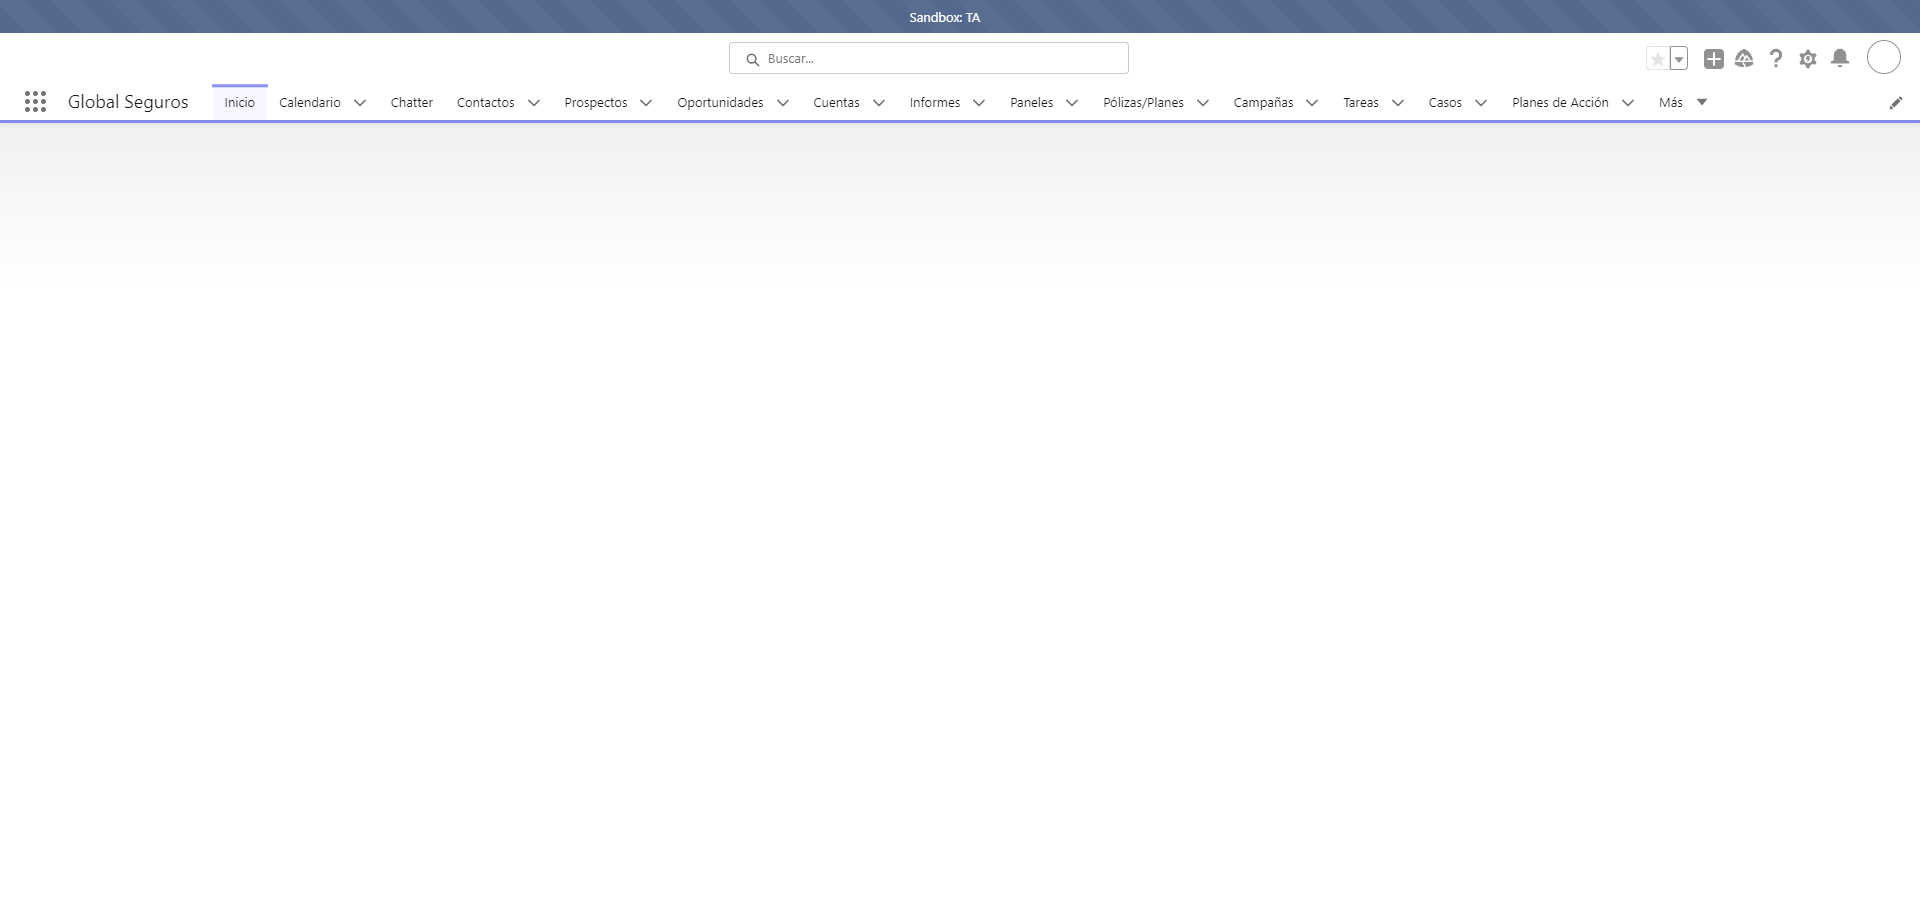 Sandbox: TA
Buscar...
Global Seguros Inicio Calendario Chatter Contactos Prospectos Oportunidades Cuentas Informes Paneles Pólizas/Planes Campañas Tareas Casos Planes de Acción Más